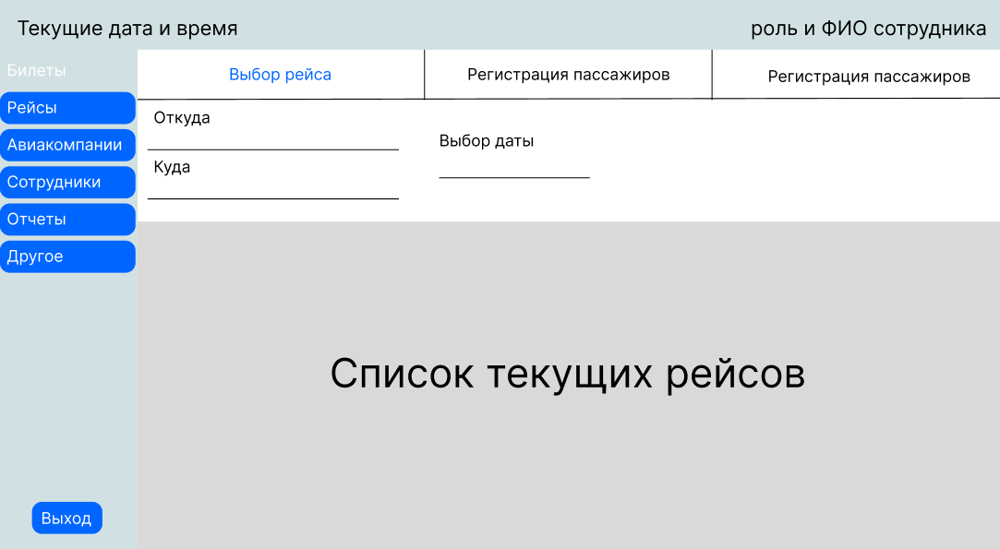 Текущие дата и время
роль и ФИО сотрудника
Билеты
Рейсы
Авиакомпании
Сотрудники
Отчеты
Другое
Выход
Выбор рейса
Регистрация пассажиров
Регистрация пассажиров
Откуда
Куда
Выбор даты
Список текущих рейсов